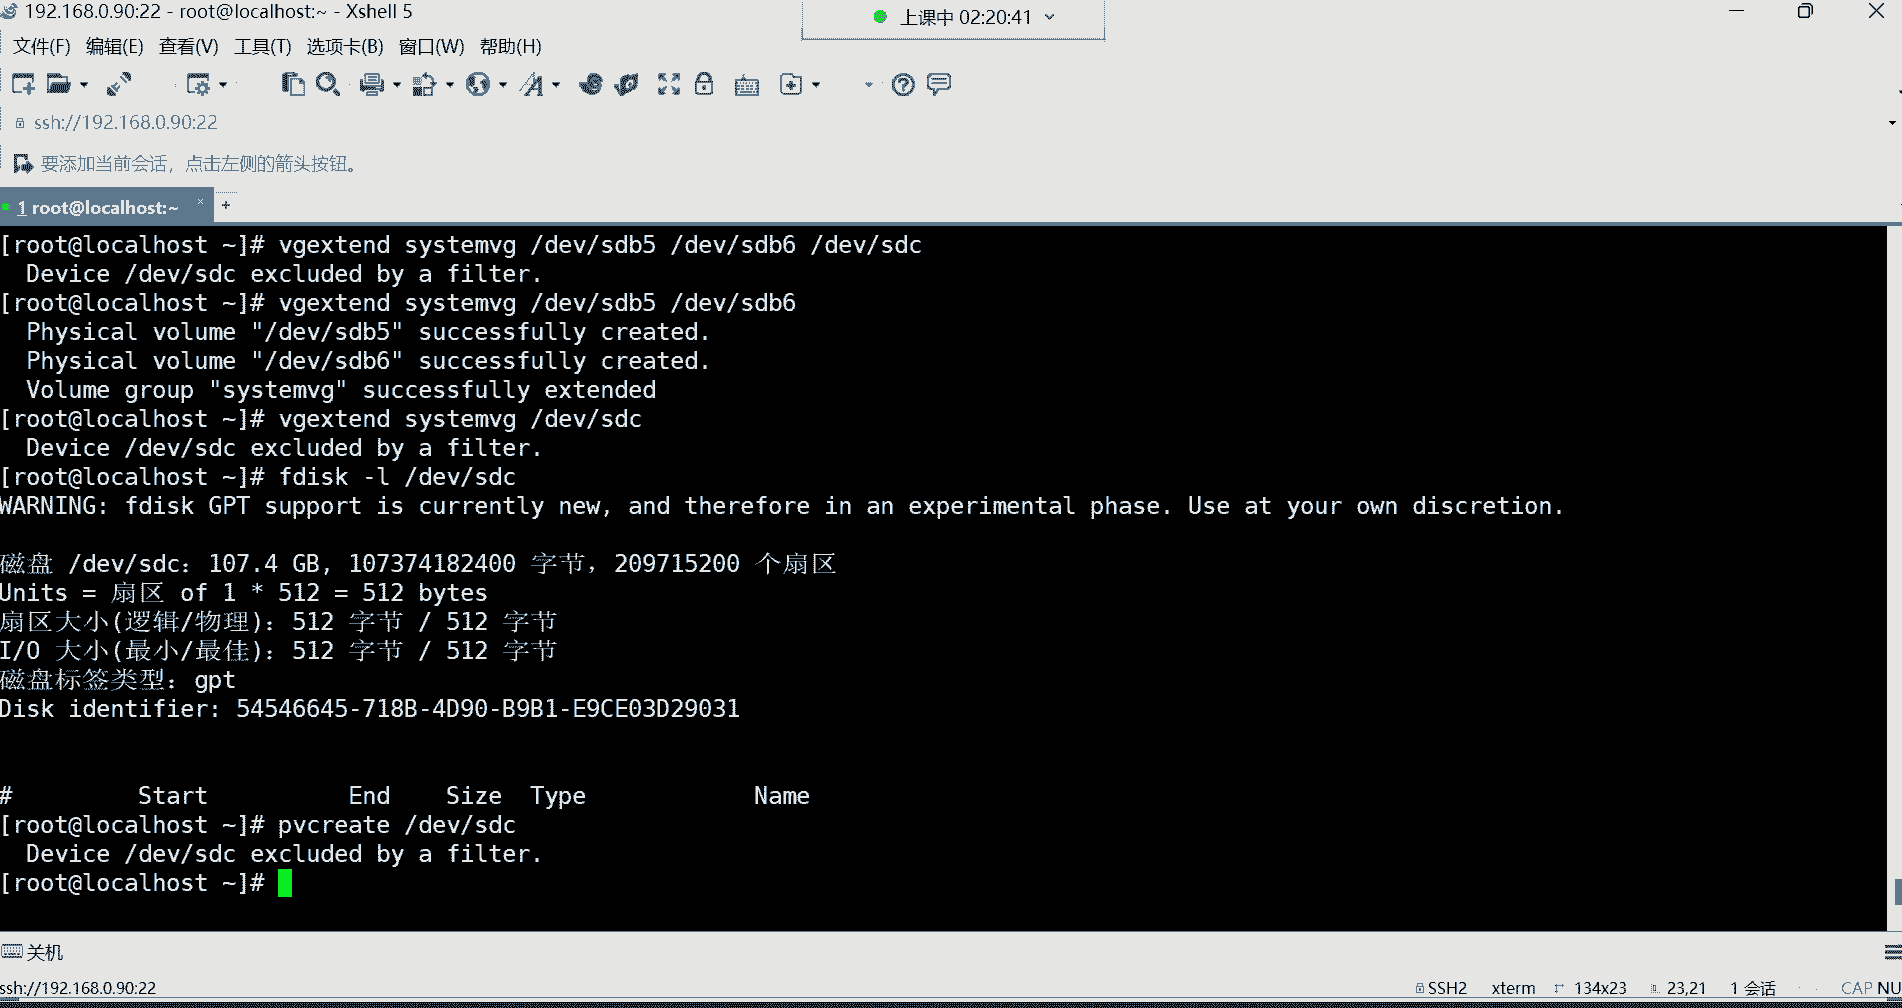 192.168.0.90:22 - root@localhost:~ - Xshell 5
上课中 02:20:41
文件(F) 编辑(E) 查看(V) 工具(T) 选项卡(B) 窗口(W) 帮助(H)
ssh://192.168.0.90:22
要添加当前会话，点击左侧的箭头按钮。
1 root@localhost:~ × +
[root@localhost ~]# vgextend systemvg /dev/sdb5 /dev/sdb6 /dev/sdc
  Device /dev/sdc excluded by a filter.
[root@localhost ~]# vgextend systemvg /dev/sdb5 /dev/sdb6
  Physical volume "/dev/sdb5" successfully created.
  Physical volume "/dev/sdb6" successfully created.
  Volume group "systemvg" successfully extended
[root@localhost ~]# vgextend systemvg /dev/sdc
  Device /dev/sdc excluded by a filter.
[root@localhost ~]# fdisk -l /dev/sdc
WARNING: fdisk GPT support is currently new, and therefore in an experimental phase. Use at your own discretion.
磁盘 /dev/sdc：107.4 GB, 107374182400 字节，209715200 个扇区
Units = 扇区 of 1 * 512 = 512 bytes
扇区大小(逻辑/物理)：512 字节 / 512 字节
I/O 大小(最小/最佳)：512 字节 / 512 字节
磁盘标签类型：gpt
Disk identifier: 54546645-718B-4D90-B9B1-E9CE03D29031
#         Start          End    Size  Type            Name
[root@localhost ~]# pvcreate /dev/sdc
  Device /dev/sdc excluded by a filter.
[root@localhost ~]#
关机
ssh://192.168.0.90:22 SSH2 xterm 134x23 23,21 1 会话 CAP NU